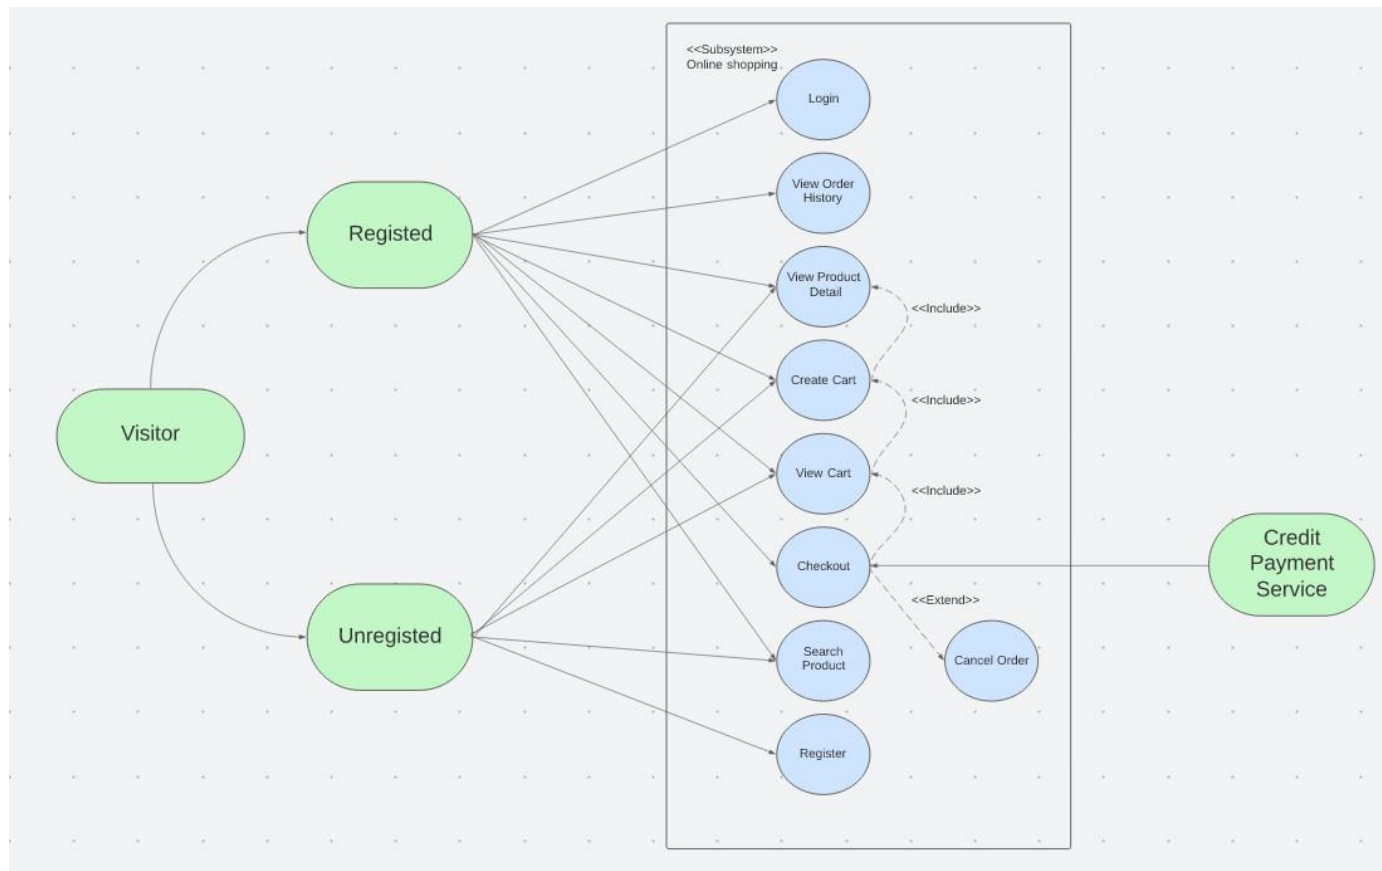 <<Subsystem>>
Online shopping
Login
View Order
History
Registed
View Product
Detail
<<Include>>
Create Cart
<<Include>>
Visitor
View Cart
<<Include>>
Checkout
Credit
Payment
Service
<<Extend>>
Unregisted
Search
Product
Cancel Order
Register